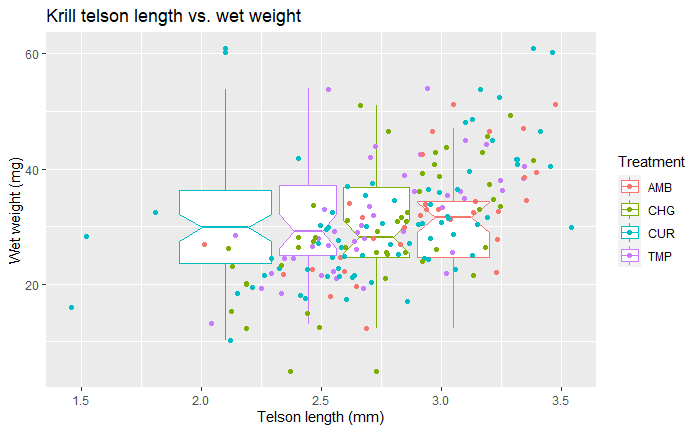 Krill telson length vs. wet weight
60
40
20
Wet weight (mg)
1.5 2.0 2.5 3.0 3.5
Telson length (mm)
Treatment
AMB
CHG
CUR
TMP